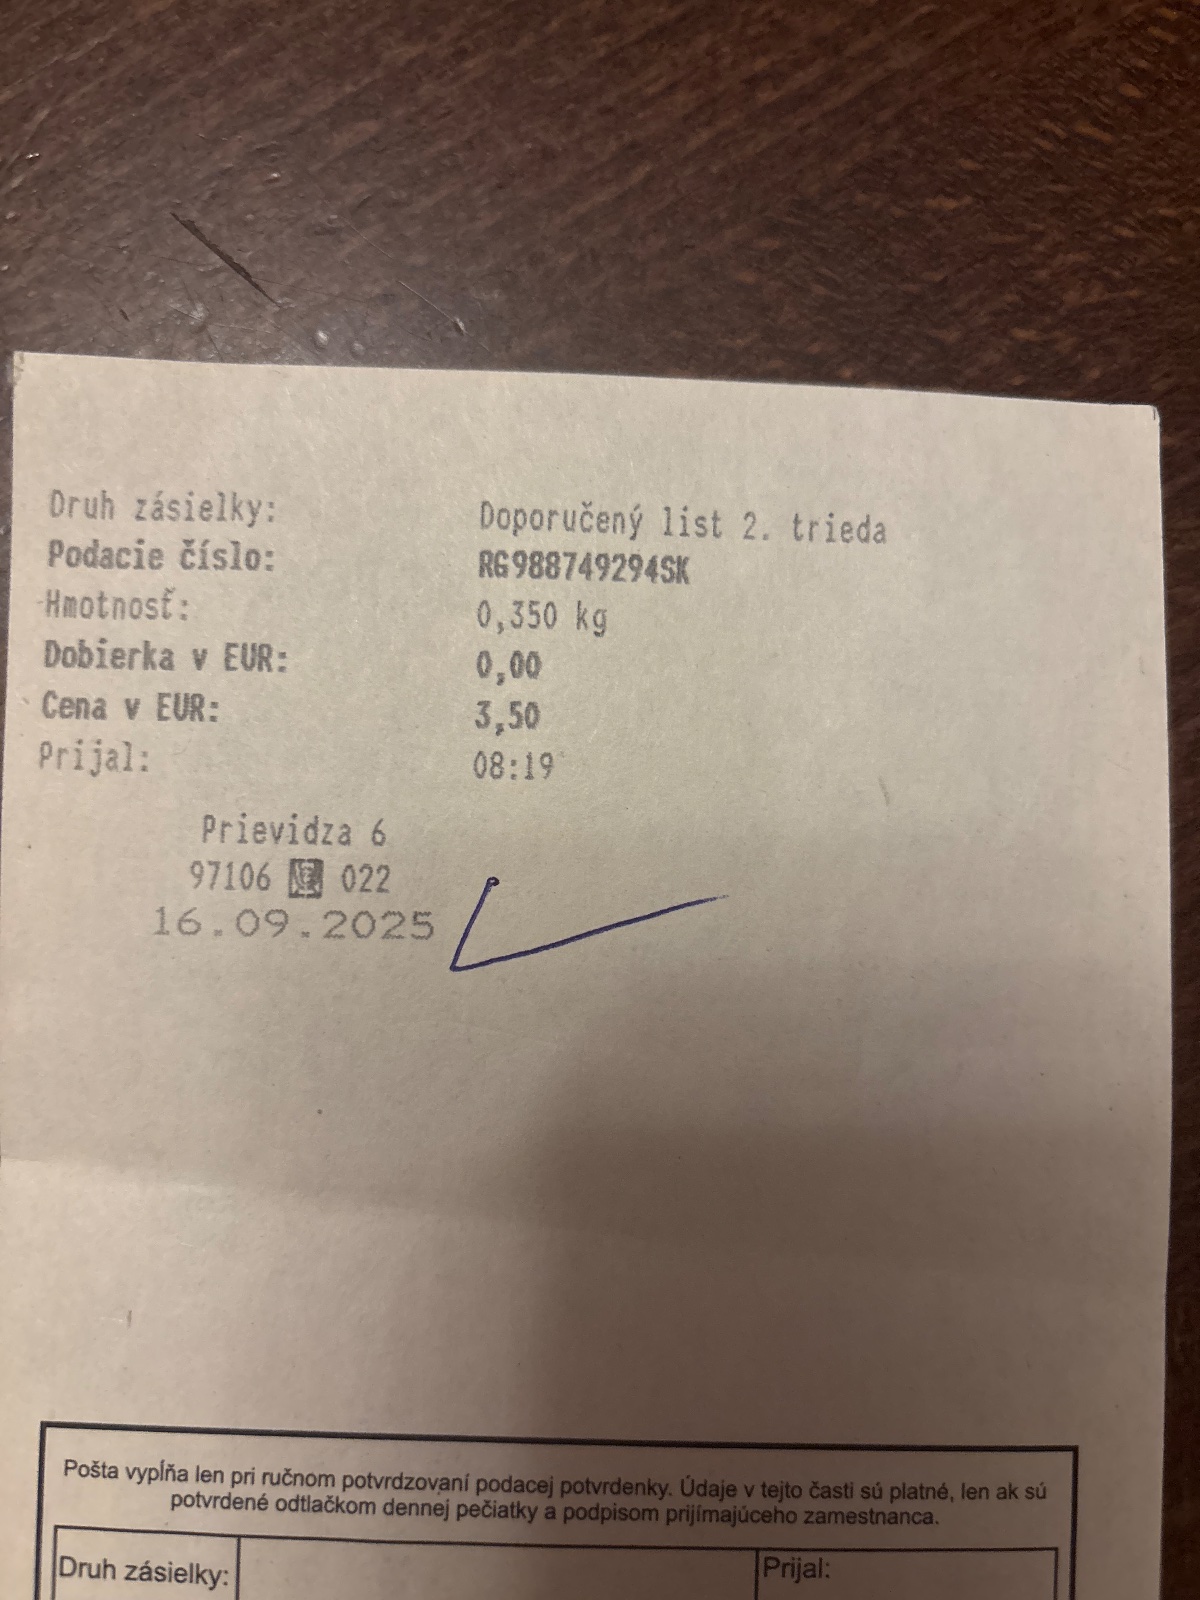 Druh zásielky: Doporučený list 2. trieda
Podacie číslo: RG988749294SK
Hmotnosť: 0,350 kg
Dobierka v EUR: 0,00
Cena v EUR: 3,50
Prijal: 08:19
Prievidza 6
97106 022
16.09.2025
Pošta vypĺňa len pri ručnom potvrdzovaní podacej potvrdenky. Údaje v tejto časti sú platné, len ak sú
potvrdené odtlačkom dennej pečiatky a podpisom prijímajúceho zamestnanca.
Druh zásielky: Prijal: